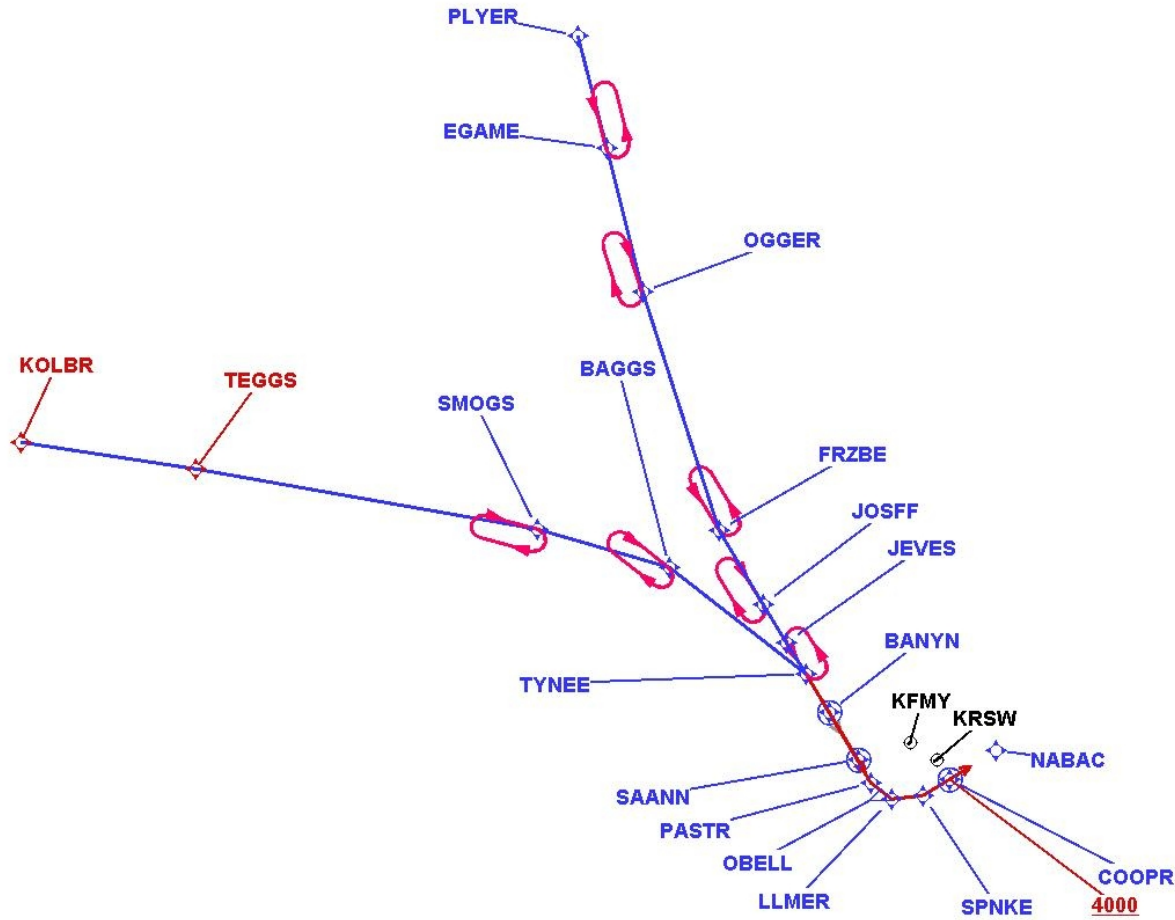 PLYER
EGAME
OGGER
KOLBR
TEGGS
BAGGS
SMOGS
FRZBE
JOSFF
JEVES
BANYN
TYNEE
KFMY
KRSW
NABAC
SAANN
PASTR
OBELL
COOPR
LLMER
SPNKE
4000